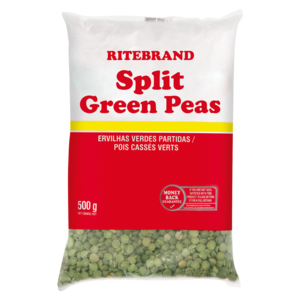 RITEBRAND
Split
Green Peas
ERVILHAS VERDES PARTIDAS /
POIS CASSÉS VERTS
500 g
MONEY
BACK
GUARANTEE